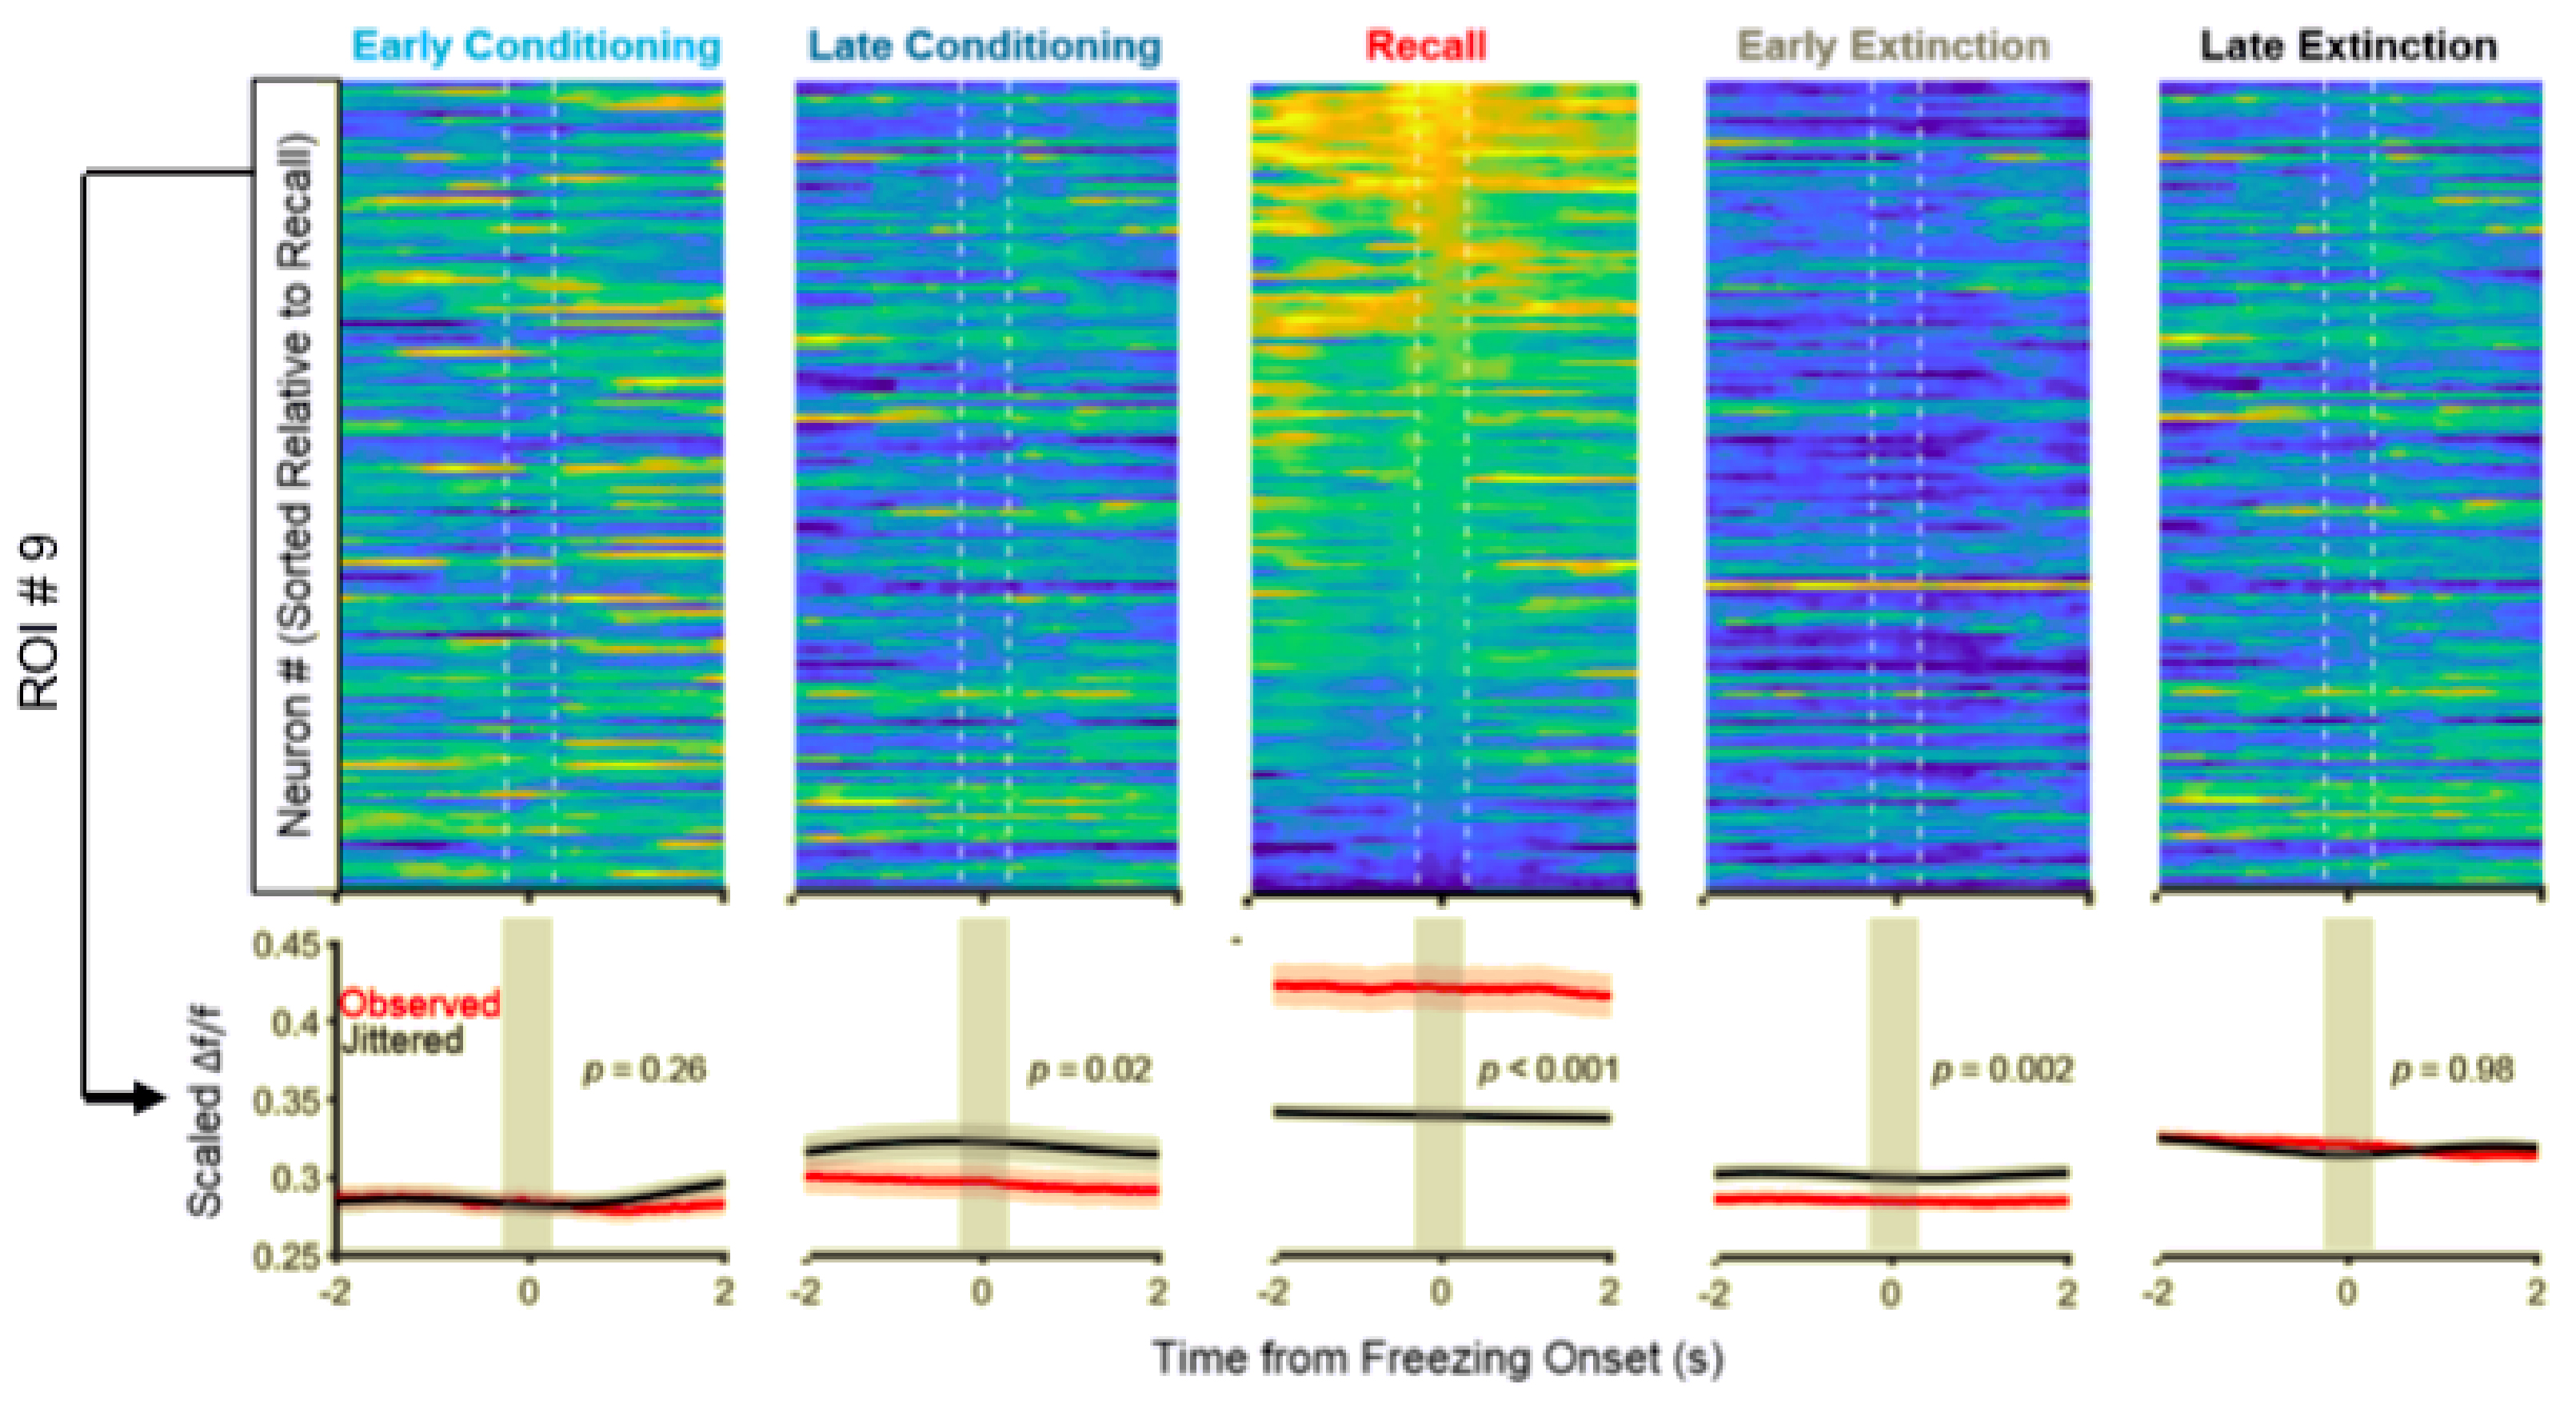 Early Conditioning
Late Conditioning
Recall
Early Extinction
Late Extinction
ROI # 9
Neuron # (Sorted Relative to Recall)
Scaled Δf/f
0.45
0.4
0.35
0.3
0.25
Observed
Jittered
p = 0.26
p = 0.02
p < 0.001
p = 0.002
p = 0.98
-2 0 2
-2 0 2
-2 0 2
-2 0 2
-2 0 2
Time from Freezing Onset (s)